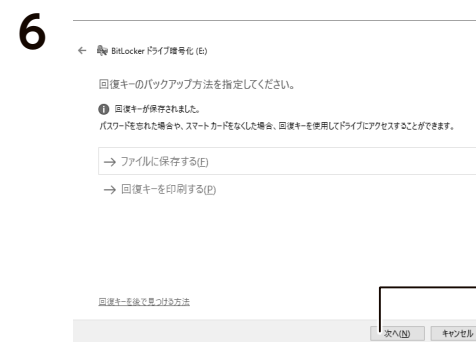 6
← BitLocker ドライブ暗号化 (E:)
回復キーのバックアップ方法を指定してください。
回復キーが保存されました。
パスワードを忘れた場合や、スマート カードをなくした場合、回復キーを使用してドライブにアクセスすることができます。
→ ファイルに保存する(F)
→ 回復キーを印刷する(P)
回復キーを後で見つける方法
次へ(N) キャンセル